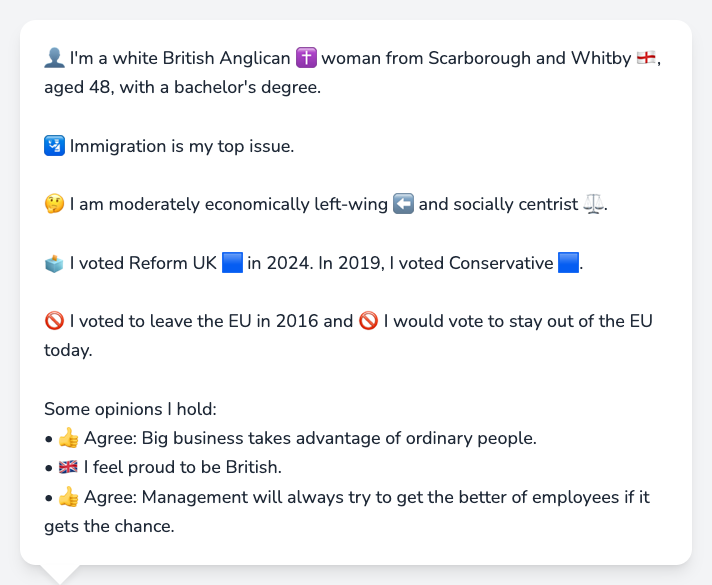 👤 I'm a white British Anglican ✝️ woman from Scarborough and Whitby 🏴󠁧󠁢󠁥󠁮󠁧󠁿,
aged 48, with a bachelor's degree.
🛂 Immigration is my top issue.
🤔 I am moderately economically left-wing ⬅️ and socially centrist ⚖️.
🗳️ I voted Reform UK 🟦 in 2024. In 2019, I voted Conservative 🟦.
🚫 I voted to leave the EU in 2016 and 🚫 I would vote to stay out of the EU
today.
Some opinions I hold:
• 👍 Agree: Big business takes advantage of ordinary people.
• 🇬🇧 I feel proud to be British.
• 👍 Agree: Management will always try to get the better of employees if it
gets the chance.